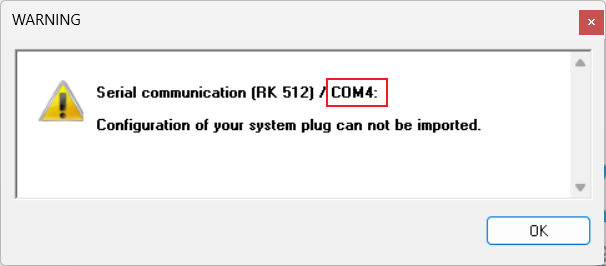 WARNING
Serial communication (RK 512) / COM4:
Configuration of your system plug can not be imported.
OK